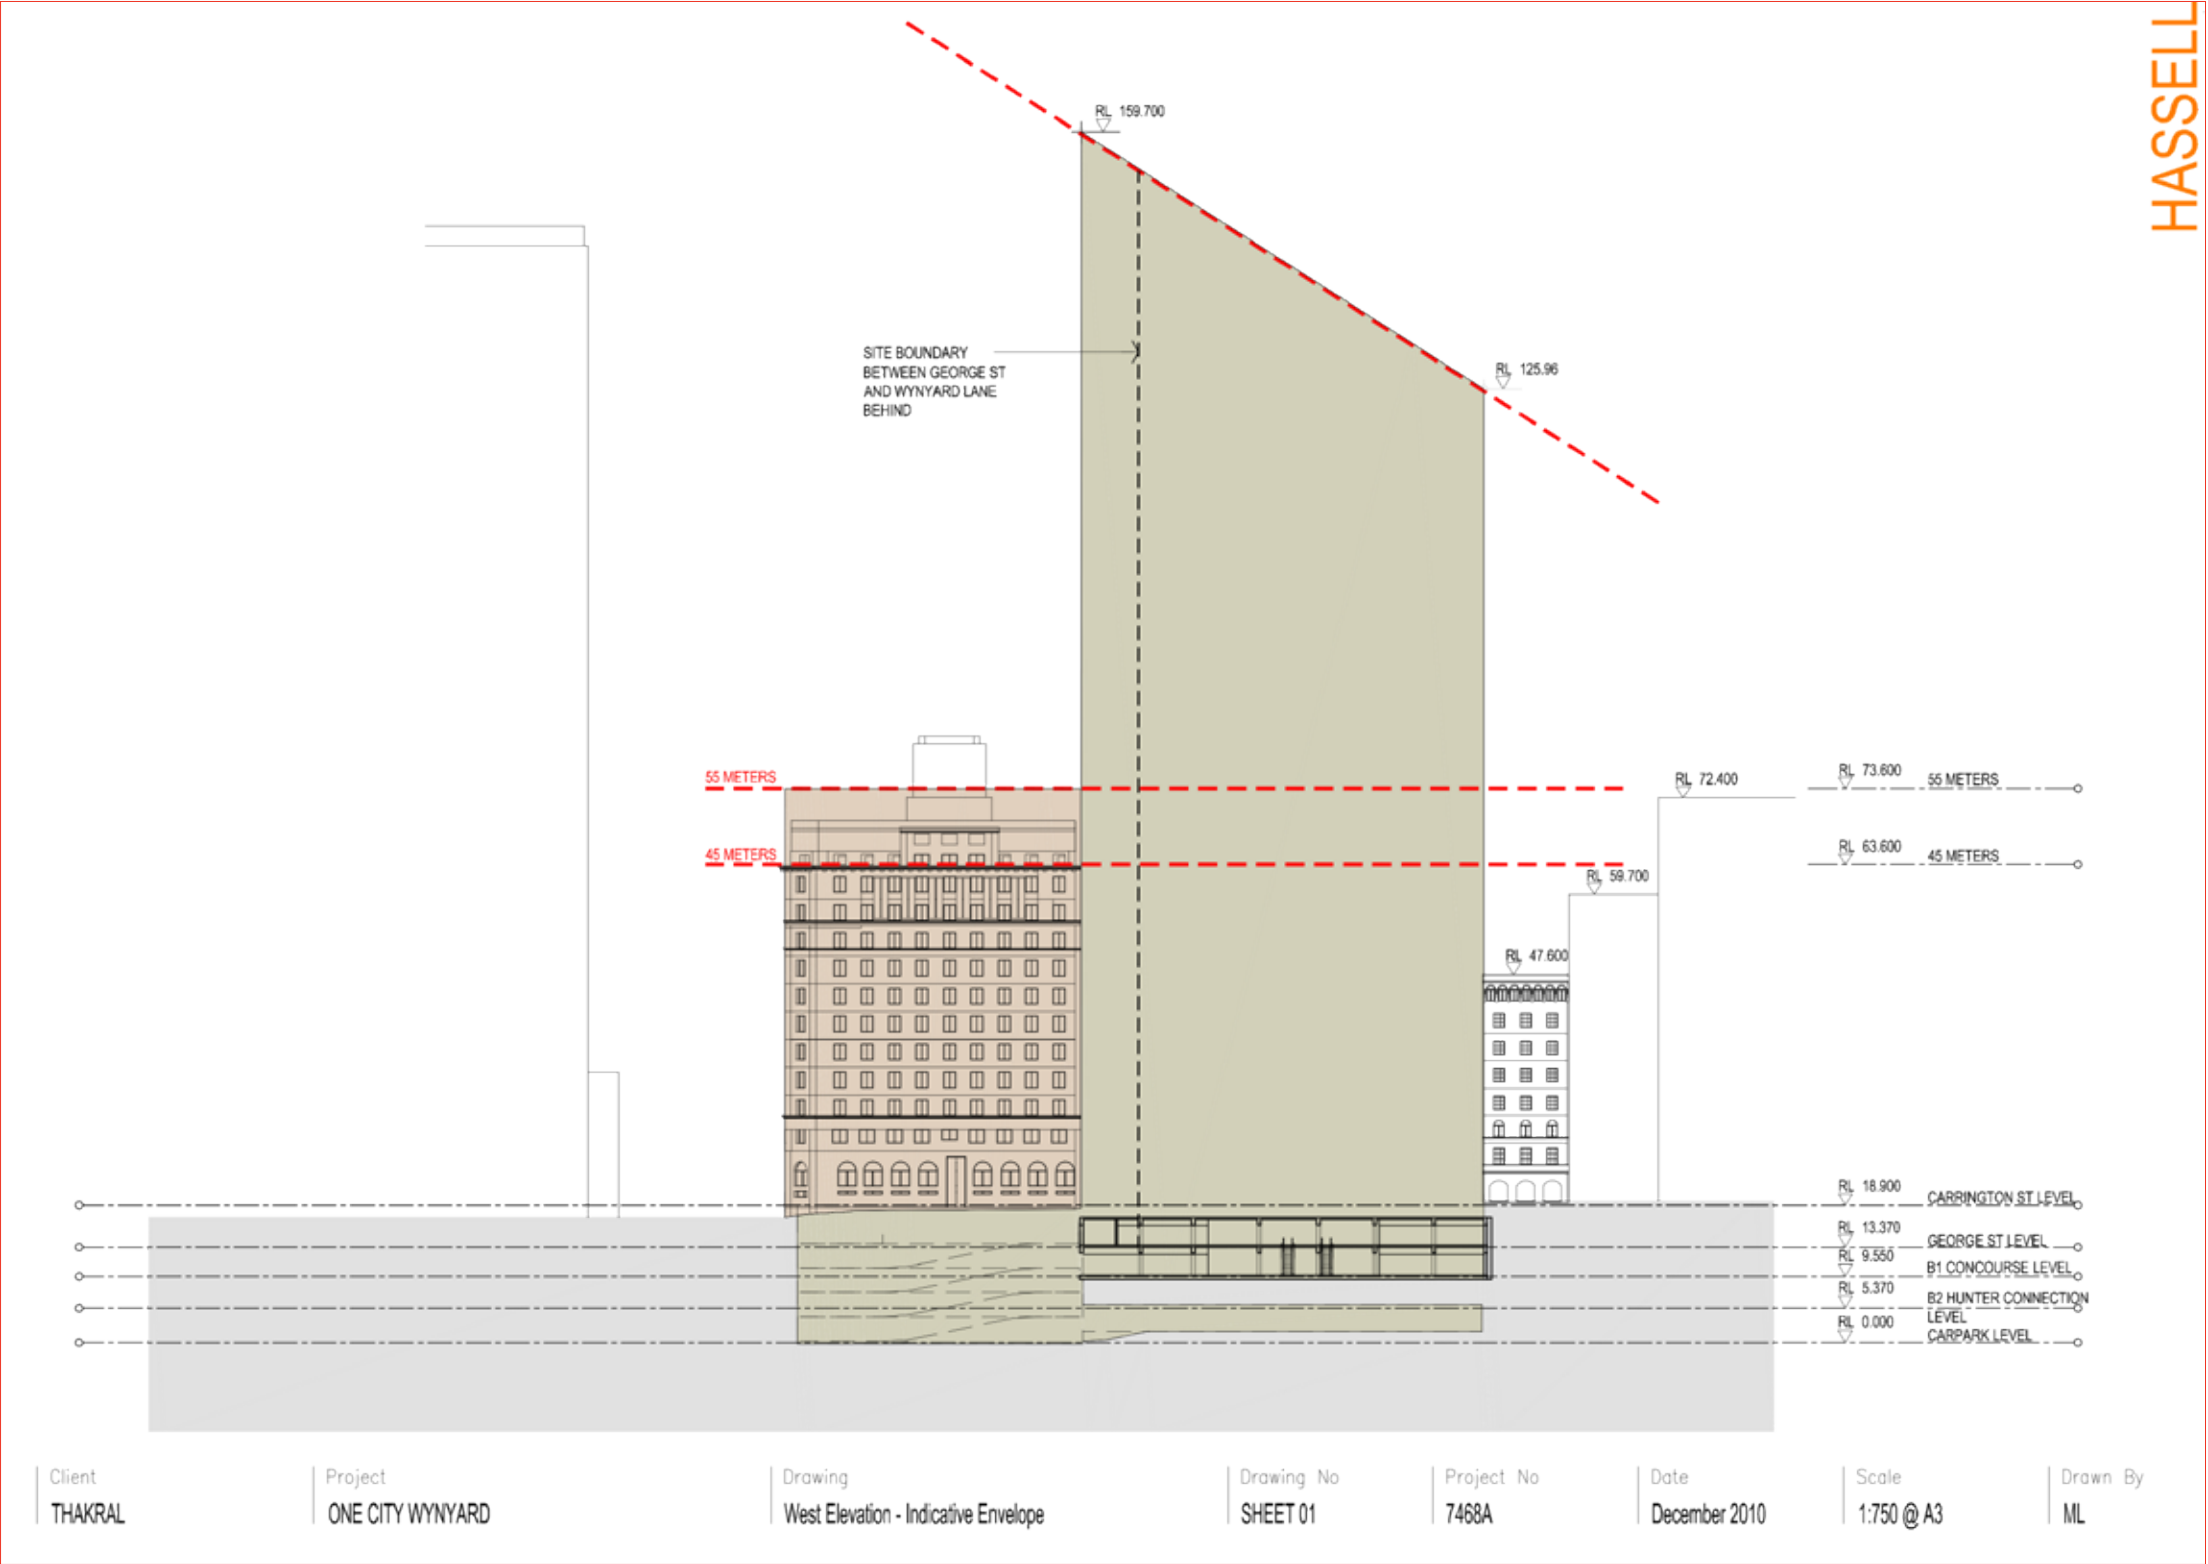 HASSELL
RL 159.700
SITE BOUNDARY
BETWEEN GEORGE ST
AND WYNYARD LANE
BEHIND
RL 125.96
55 METERS
RL 72.400
RL 73.600
55 METERS
45 METERS
RL 63.600
45 METERS
RL 59.700
RL 47.600
RL 18.900
CARRINGTON ST LEVEL
RL 13.370
GEORGE ST LEVEL
RL 9.550
B1 CONCOURSE LEVEL
RL 5.370
B2 HUNTER CONNECTION
LEVEL
RL 0.000
CARPARK LEVEL
Client
THAKRAL
Project
ONE CITY WYNYARD
Drawing
West Elevation - Indicative Envelope
Drawing No
SHEET 01
Project No
7468A
Date
December 2010
Scale
1:750 @ A3
Drawn By
ML